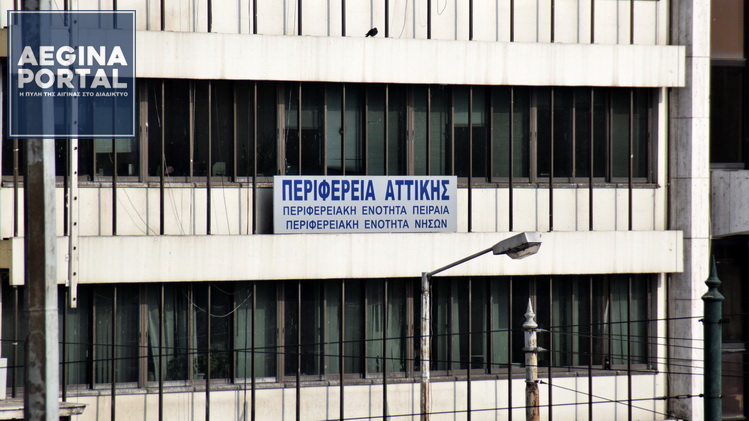 AEGINA
PORTAL
Η ΠΥΛΗ ΤΗΣ ΑΙΓΙΝΑΣ ΣΤΟ ΔΙΑΔΙΚΤΥΟ
ΠΕΡΙΦΕΡΕΙΑ ΑΤΤΙΚΗΣ
ΠΕΡΙΦΕΡΕΙΑΚΗ ΕΝΟΤΗΤΑ ΠΕΙΡΑΙΑ
ΠΕΡΙΦΕΡΕΙΑΚΗ ΕΝΟΤΗΤΑ ΝΗΣΩΝ